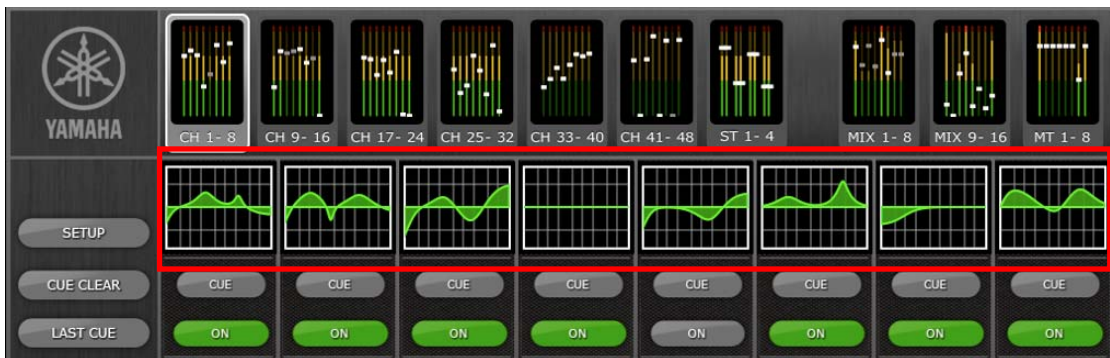 YAMAHA
CH 1- 8 CH 9- 16 CH 17- 24 CH 25- 32 CH 33- 40 CH 41- 48 ST 1- 4 MIX 1- 8 MIX 9- 16 MT 1- 8
SETUP
CUE CLEAR CUE CUE CUE CUE CUE CUE CUE CUE
LAST CUE ON ON ON ON ON ON ON ON